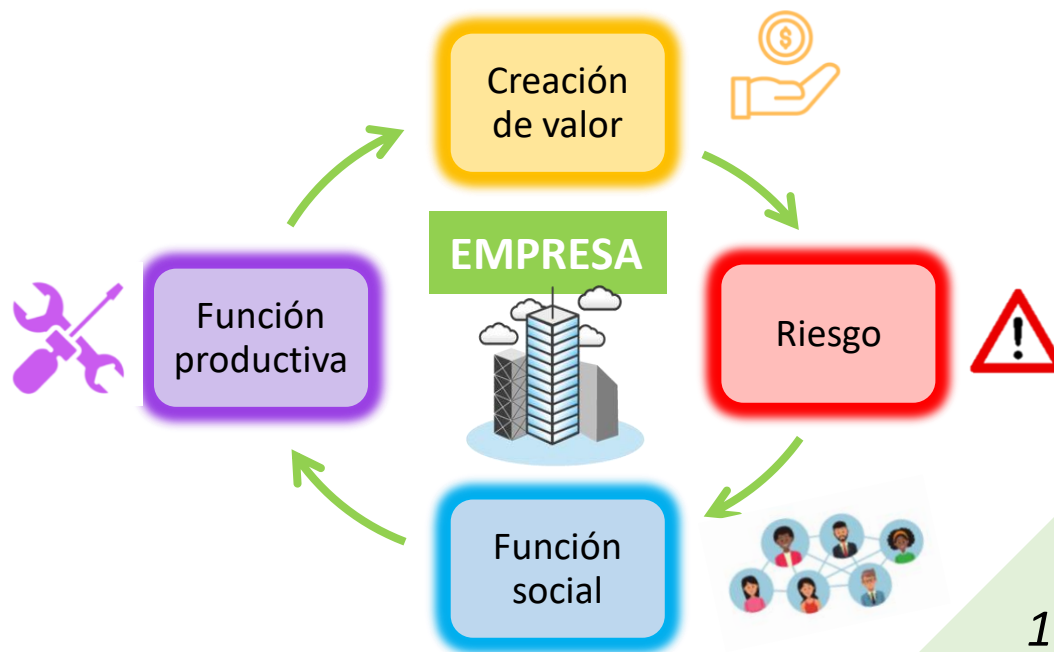 Creación
de valor
EMPRESA
Función
productiva
Riesgo
Función
social
1